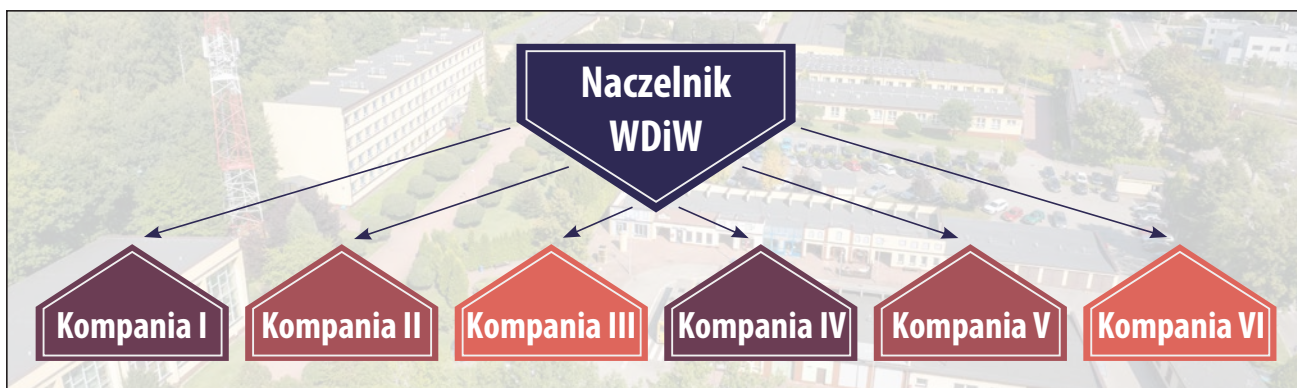 Naczelnik
WDiW
Kompania I
Kompania II
Kompania III
Kompania IV
Kompania V
Kompania VI